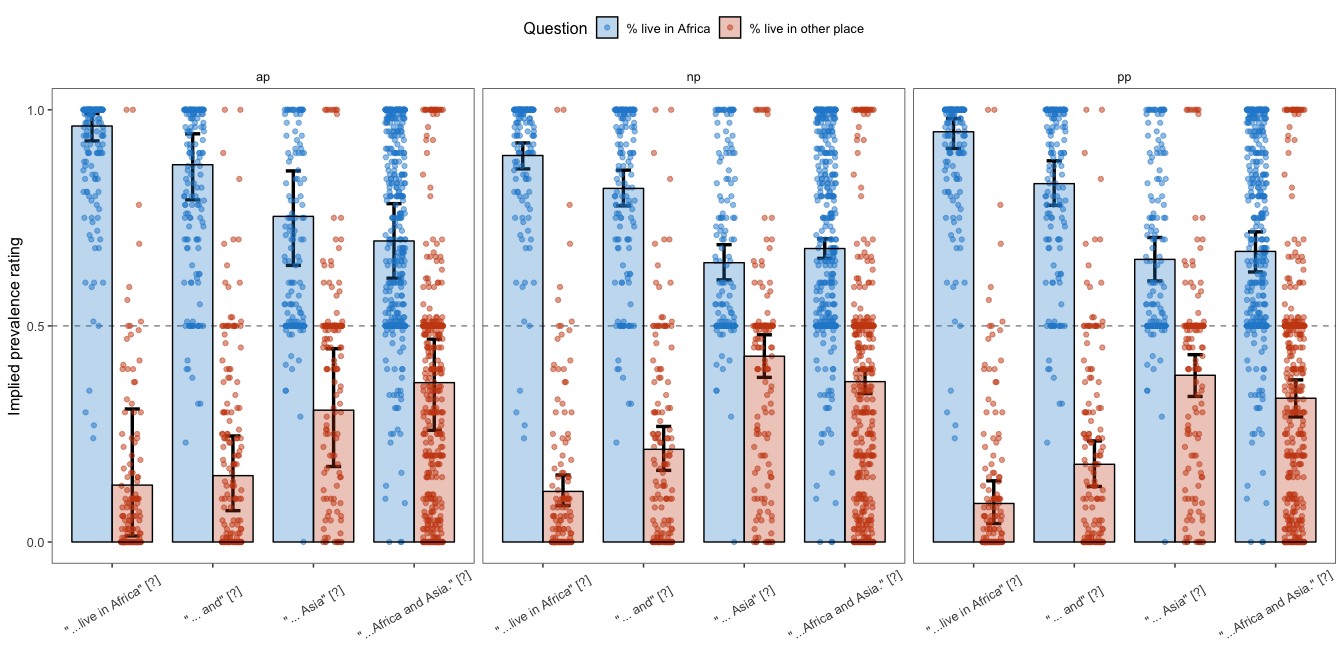 Question % live in Africa % live in other place
ap np pp
Implied prevalence rating
1.0
0.5
0.0
"...live in Africa" [?] "... and" [?] "... Asia" [?] "...Africa and Asia." [?] "...live in Africa" [?] "... and" [?] "... Asia" [?] "...Africa and Asia." [?] "...live in Africa" [?] "... and" [?] "... Asia" [?] "...Africa and Asia." [?]